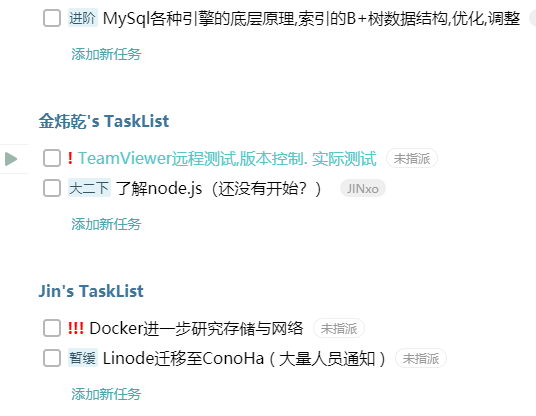 进阶 MySql各种引擎的底层原理,索引的B+树数据结构,优化,调整
添加新任务
金炜乾's TaskList
! TeamViewer远程测试,版本控制. 实际测试 未指派
大二下 了解node.js（还没有开始？） JINxo
添加新任务
Jin's TaskList
!!! Docker进一步研究存储与网络 未指派
暂缓 Linode迁移至ConoHa ( 大量人员通知 ) 未指派
添加新任务